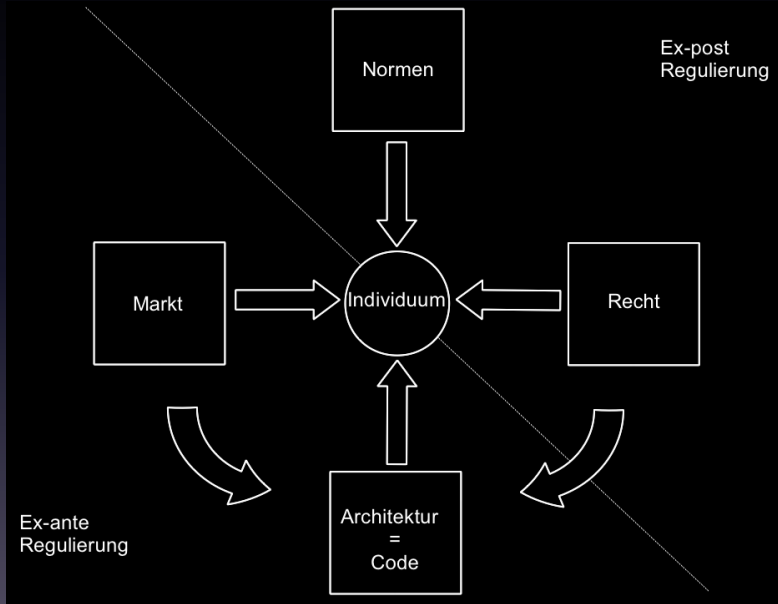 Normen
Ex-post
Regulierung
Markt
Individuum
Recht
Architektur
=
Code
Ex-ante
Regulierung